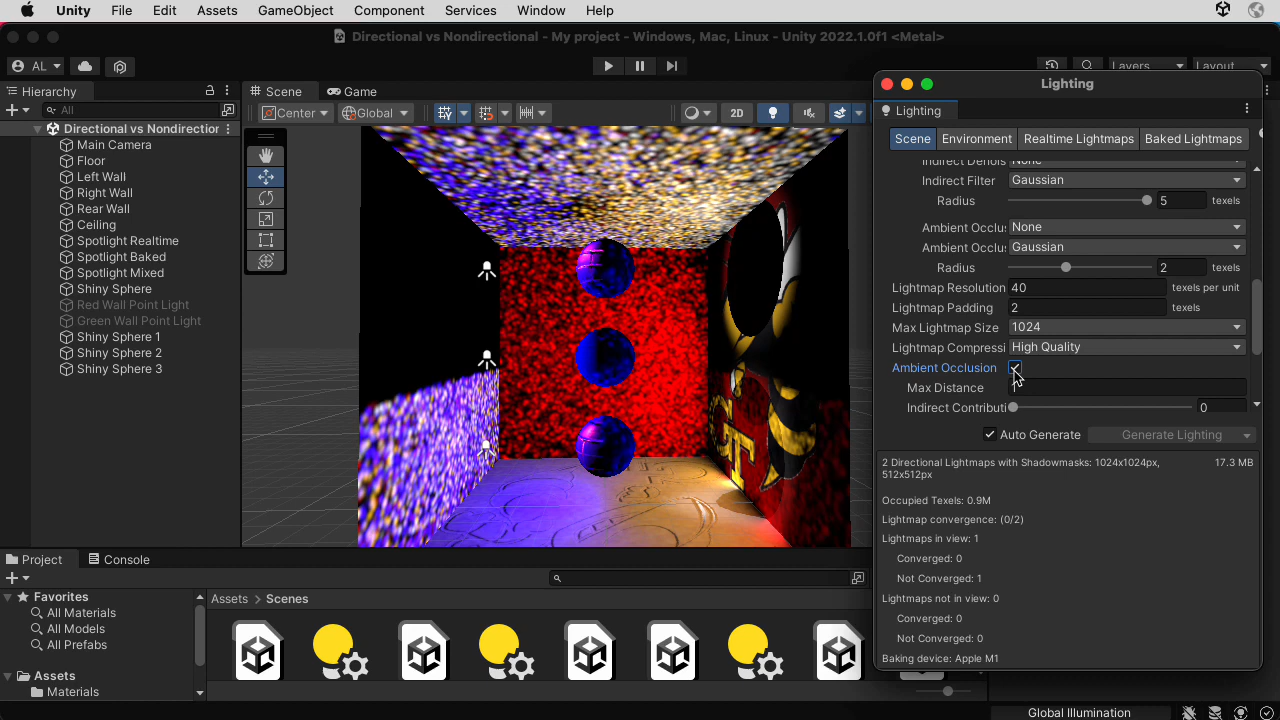 Unity File Edit Assets GameObject Component Services Window Help
Directional vs Nondirectional - My project - Windows, Mac, Linux - Unity 2022.1.0f1 <Metal>
AL
Layers Layout
Hierarchy
All
Directional vs Nondirection
Main Camera
Floor
Left Wall
Right Wall
Rear Wall
Ceiling
Spotlight Realtime
Spotlight Baked
Spotlight Mixed
Shiny Sphere
Red Wall Point Light
Green Wall Point Light
Shiny Sphere 1
Shiny Sphere 2
Shiny Sphere 3
Scene Game
Center Global 2D
Lighting
Lighting
Scene Environment Realtime Lightmaps Baked Lightmaps
Indirect Denois None
Indirect Filter Gaussian
Radius 5 texels
Ambient Occlu: None
Ambient Occlu: Gaussian
Radius 2 texels
Lightmap Resolution 40 texels per unit
Lightmap Padding 2 texels
Max Lightmap Size 1024
Lightmap Compressi High Quality
Ambient Occlusion
Max Distance
Indirect Contributi 0
Auto Generate Generate Lighting
2 Directional Lightmaps with Shadowmasks: 1024x1024px, 17.3 MB
512x512px
Occupied Texels: 0.9M
Lightmap convergence: (0/2)
Lightmaps in view: 1
Converged: 0
Not Converged: 1
Lightmaps not in view: 0
Converged: 0
Not Converged: 0
Baking device: Apple M1
Project Console
Favorites
All Materials
All Models
All Prefabs
Assets
Materials
Assets > Scenes
Global Illumination